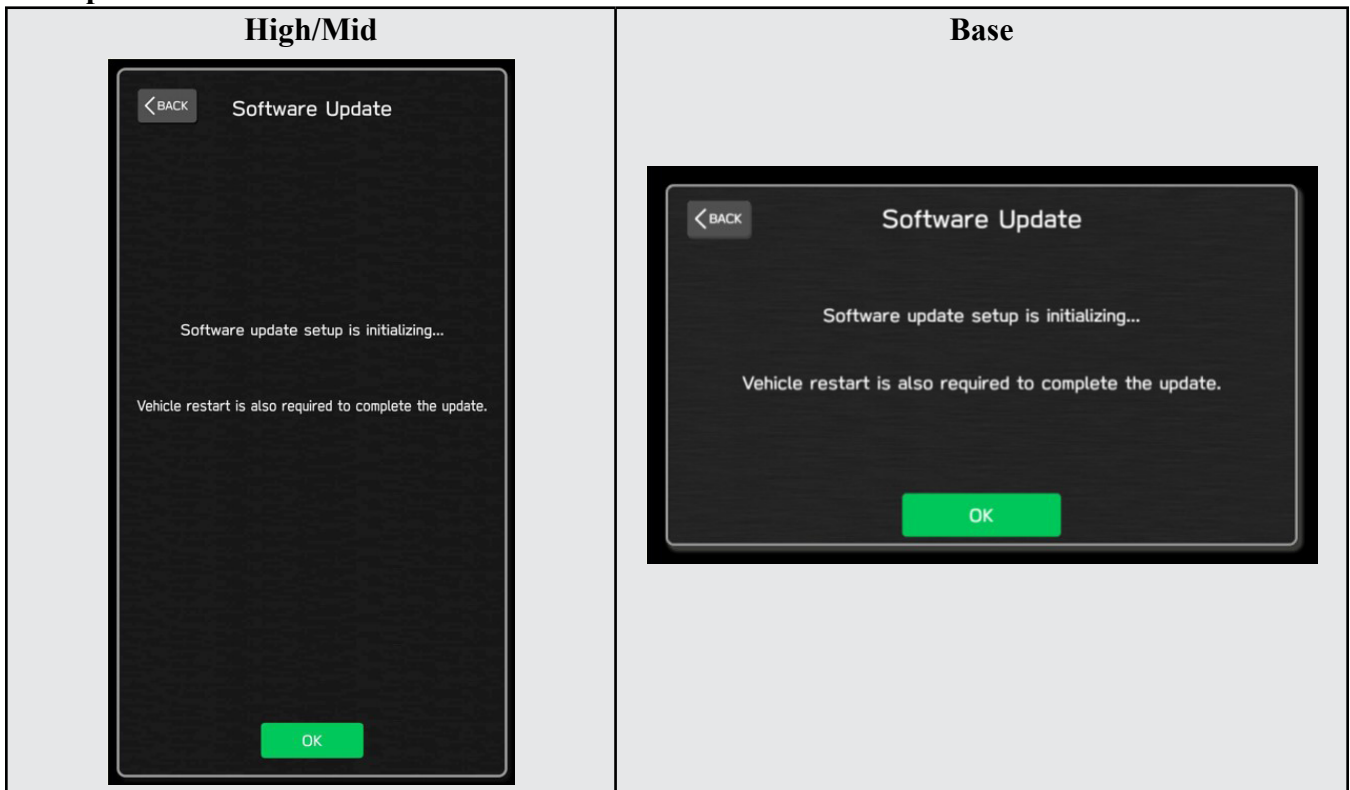 High/Mid
Base
BACK
Software Update
Software update setup is initializing...
Vehicle restart is also required to complete the update.
OK
BACK
Software Update
Software update setup is initializing...
Vehicle restart is also required to complete the update.
OK